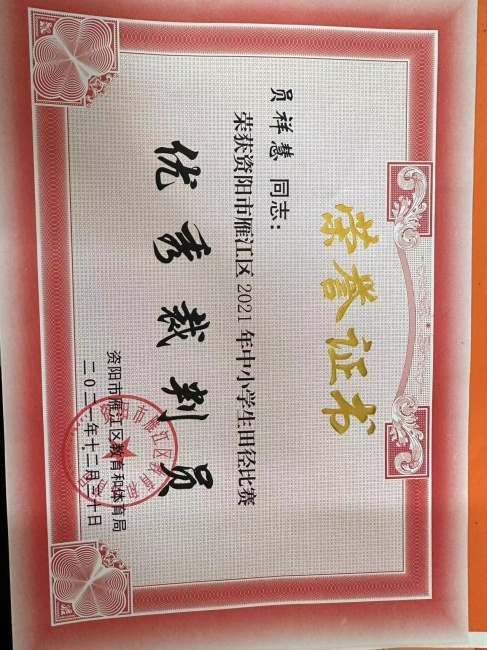 荣誉证书
员祥慧 同志：
荣获资阳市雁江区2021年中小学生田径比赛
优秀裁判员
资阳市雁江区教育和体育局
二〇二一年十二月三十日